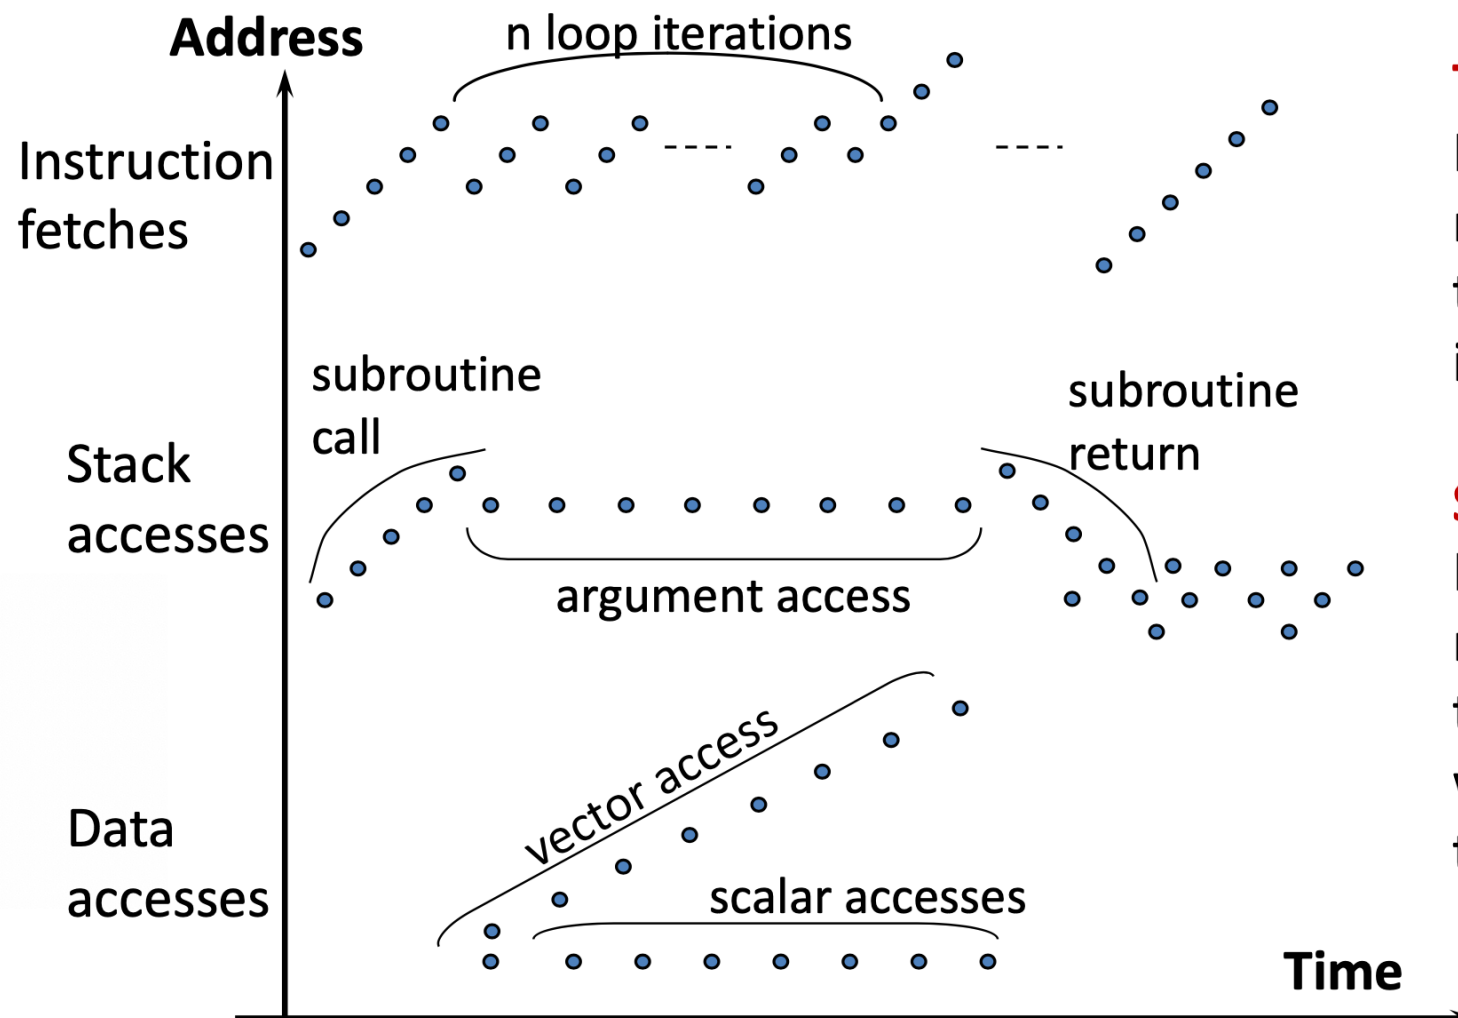 Address
n loop iterations
Instruction
fetches
subroutine
call
subroutine
return
Stack
accesses
argument access
vector access
Data
accesses
scalar accesses
Time